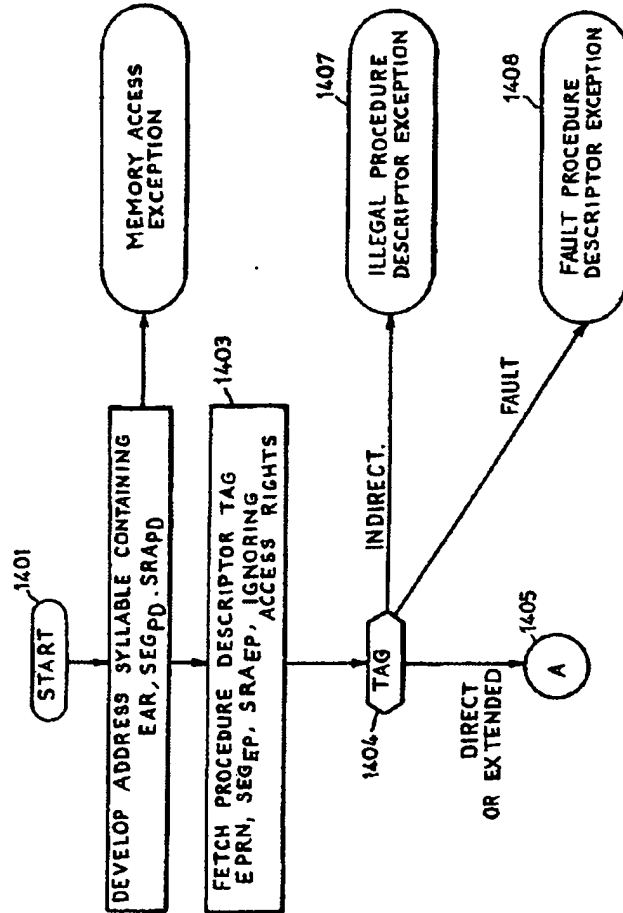 1401
START
DEVELOP ADDRESS SYLLABLE CONTAINING
EAR, SEGPD. SRAPD
MEMORY ACCESS
EXCEPTION
1403
FETCH PROCEDURE DESCRIPTOR TAG
EPRN, SEGEP, SRAEP, IGNORING
ACCESS RIGHTS
1404
TAG
INDIRECT.
1407
ILLEGAL PROCEDURE
DESCRIPTOR EXCEPTION
FAULT
1408
FAULT PROCEDURE
DESCRIPTOR EXCEPTION
DIRECT
OR EXTENDED
1405
A